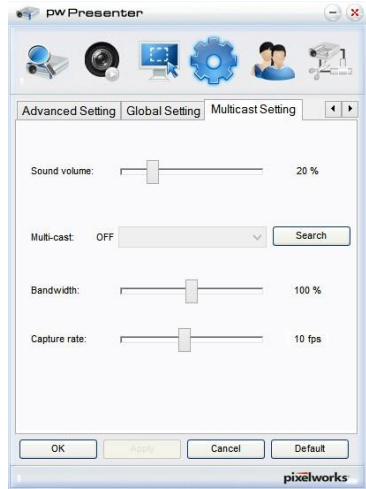 pwPresenter
Advanced Setting Global Setting Multicast Setting
Sound volume: 20 %
Multi-cast: OFF Search
Bandwidth: 100 %
Capture rate: 10 fps
OK Apply Cancel Default
pixelworks